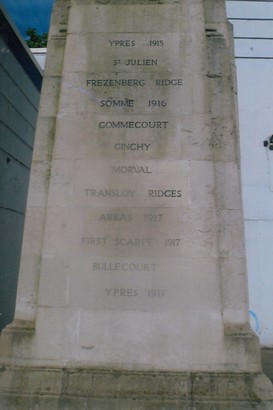 YPRES 1915
ST JULIEN
FREZENBERG RIDGE
SOMME 1916
GOMMECOURT
GINCHY
MORVAL
TRANSLOY RIDGES
ARRAS 1917
FIRST SCARPE 1917
BULLECOURT
YPRES 1917